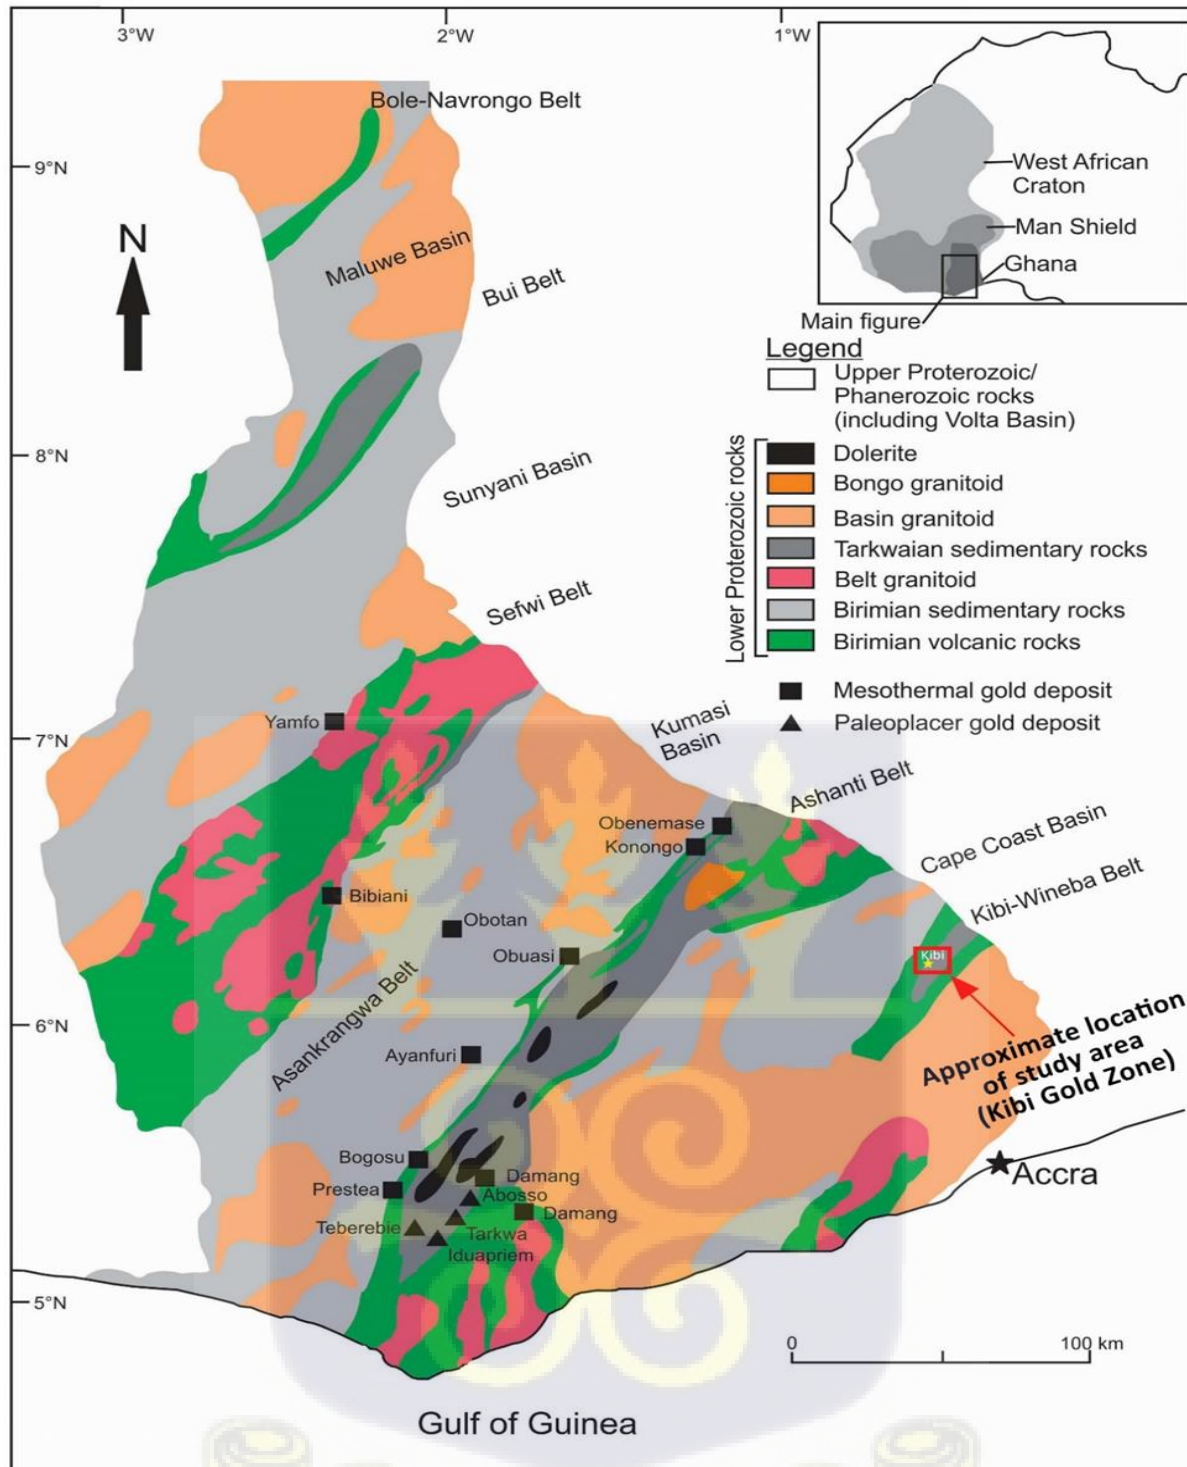 3°W
2°W
1°W
Bole-Navrongo Belt
9°N
West African
Craton
N
Man Shield
Maluwe Basin
Ghana
Bui Belt
Main figure
Legend
Upper Proterozoic/
Phanerozoic rocks
(including Volta Basin)
Lower Proterozoic rocks
8°N
Dolerite
Sunyani Basin
Bongo granitoid
Basin granitoid
Tarkwaian sedimentary rocks
Sefwi Belt
Belt granitoid
Birimian sedimentary rocks
Birimian volcanic rocks
Mesothermal gold deposit
Yamfo
Paleoplacer gold deposit
7°N
Kumasi
Basin
Ashanti Belt
Obenemase
Konongo
Cape Coast Basin
Bibiani
Kibi-Wineba Belt
Obotan
Obuasi
Kibi
Asankrangwa Belt
6°N
Ayanfuri
Approximate location
of study area
(Kibi Gold Zone)
Bogosu
Damang
Accra
Prestea
Abosso
Damang
Teberebie
Tarkwa
Iduapriem
5°N
0
100 km
Gulf of Guinea